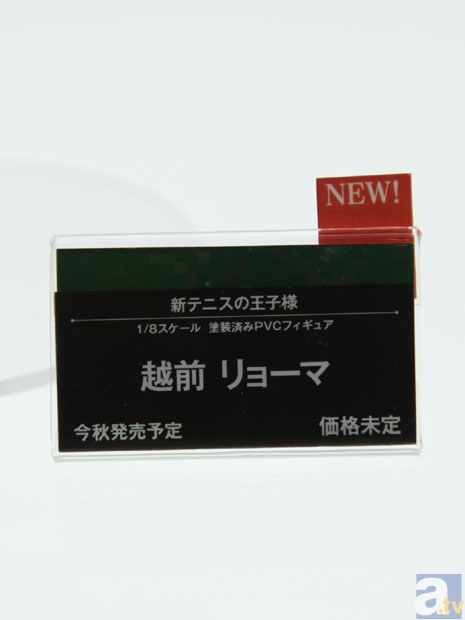 NEW!
新テニスの王子様
1/8スケール 塗装済みPVCフィギュア
越前 リョーマ
今秋発売予定 価格未定
a.tv